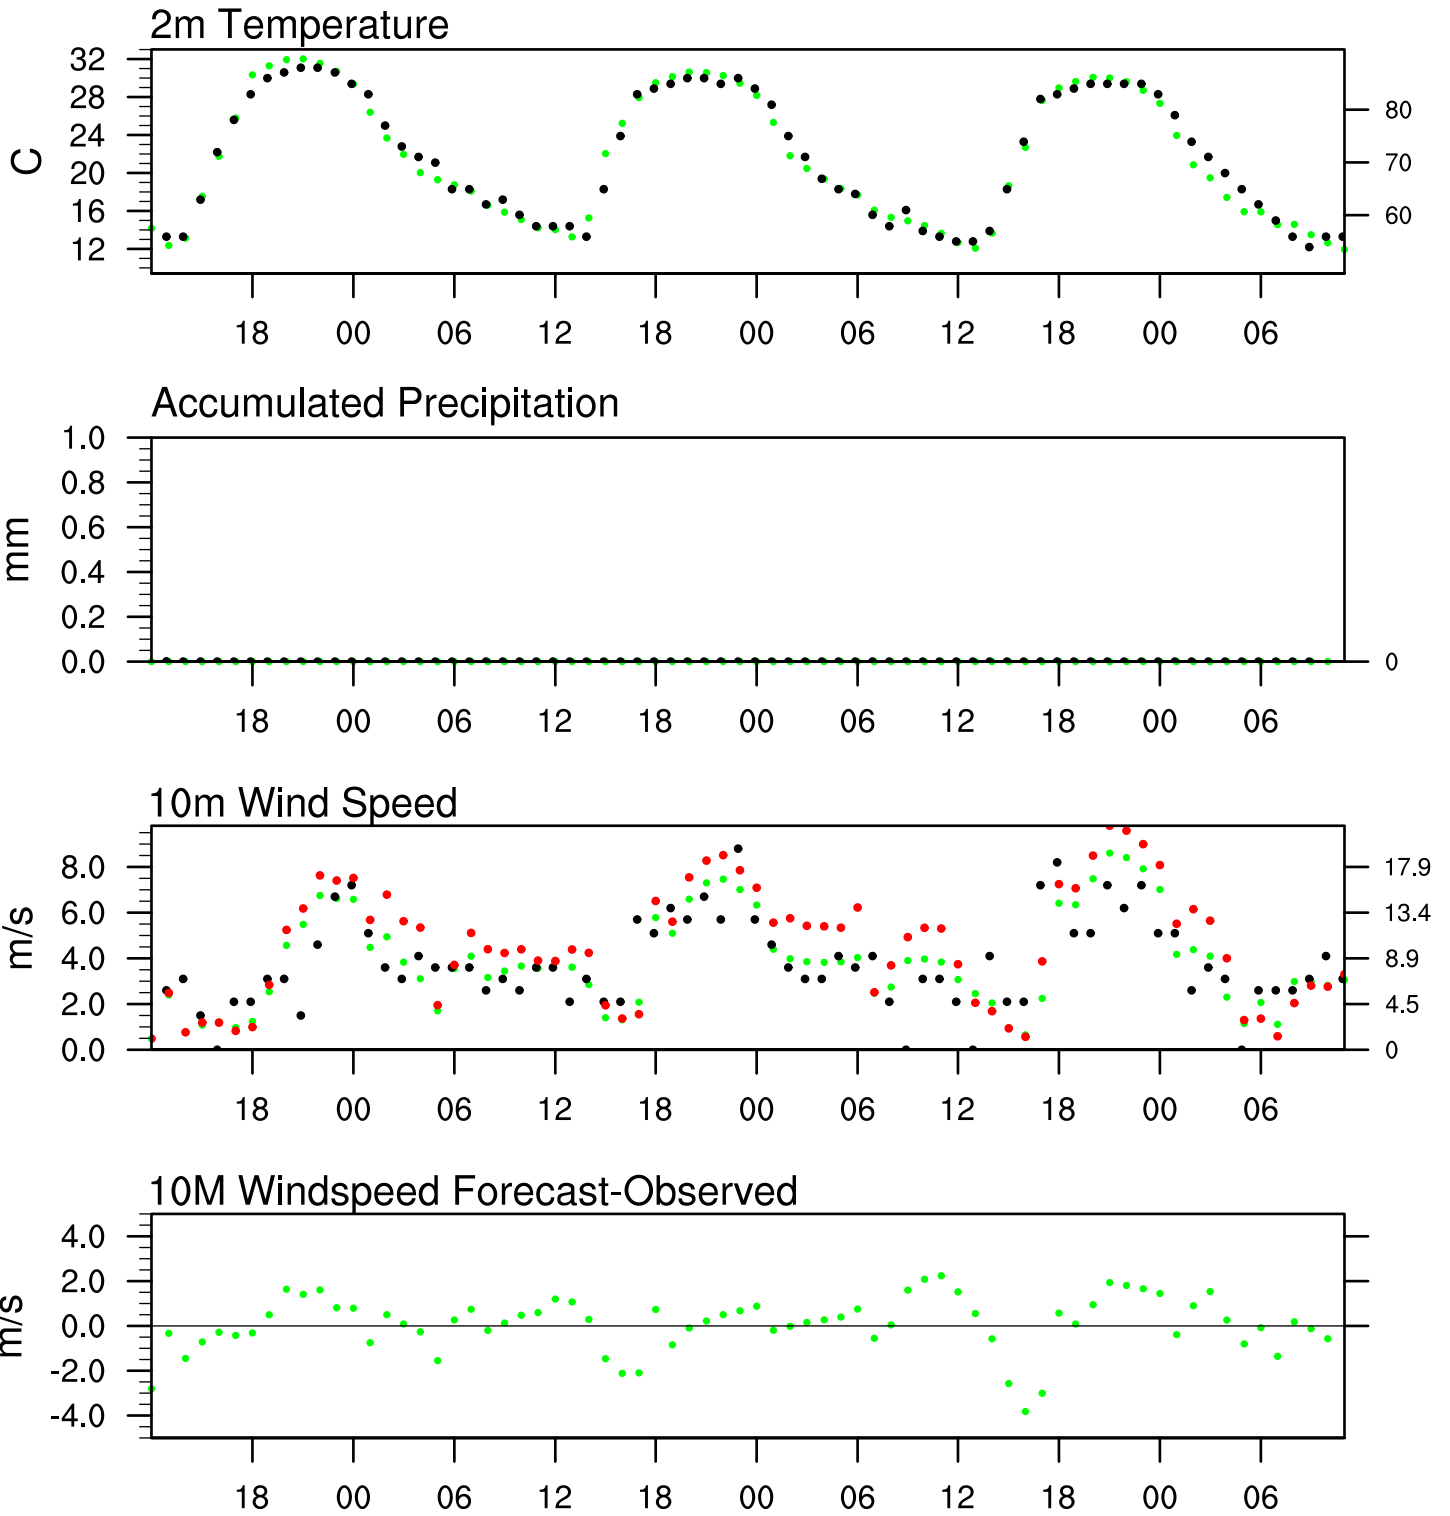 2m Temperature
32
28
24
20
16
12
C
80
70
60
18 00 06 12 18 00 06 12 18 00 06
Accumulated Precipitation
1.0
0.8
0.6
0.4
0.2
0.0
mm
0
18 00 06 12 18 00 06 12 18 00 06
10m Wind Speed
8.0
6.0
4.0
2.0
0.0
m/s
17.9
13.4
8.9
4.5
0
18 00 06 12 18 00 06 12 18 00 06
10M Windspeed Forecast-Observed
4.0
2.0
0.0
-2.0
-4.0
m/s
18 00 06 12 18 00 06 12 18 00 06